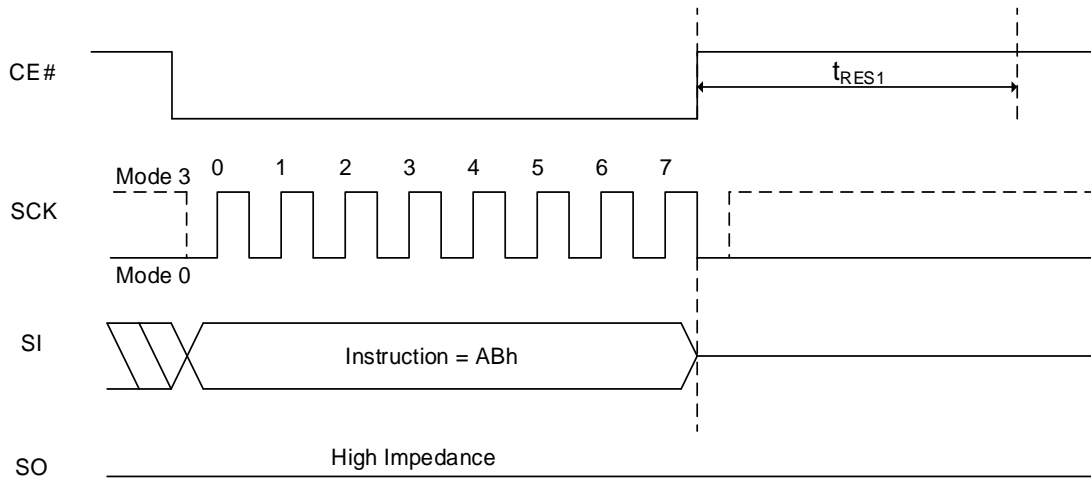 CE#
tRES1
Mode 3
0 1 2 3 4 5 6 7
SCK
Mode 0
SI
Instruction = ABh
High Impedance
SO